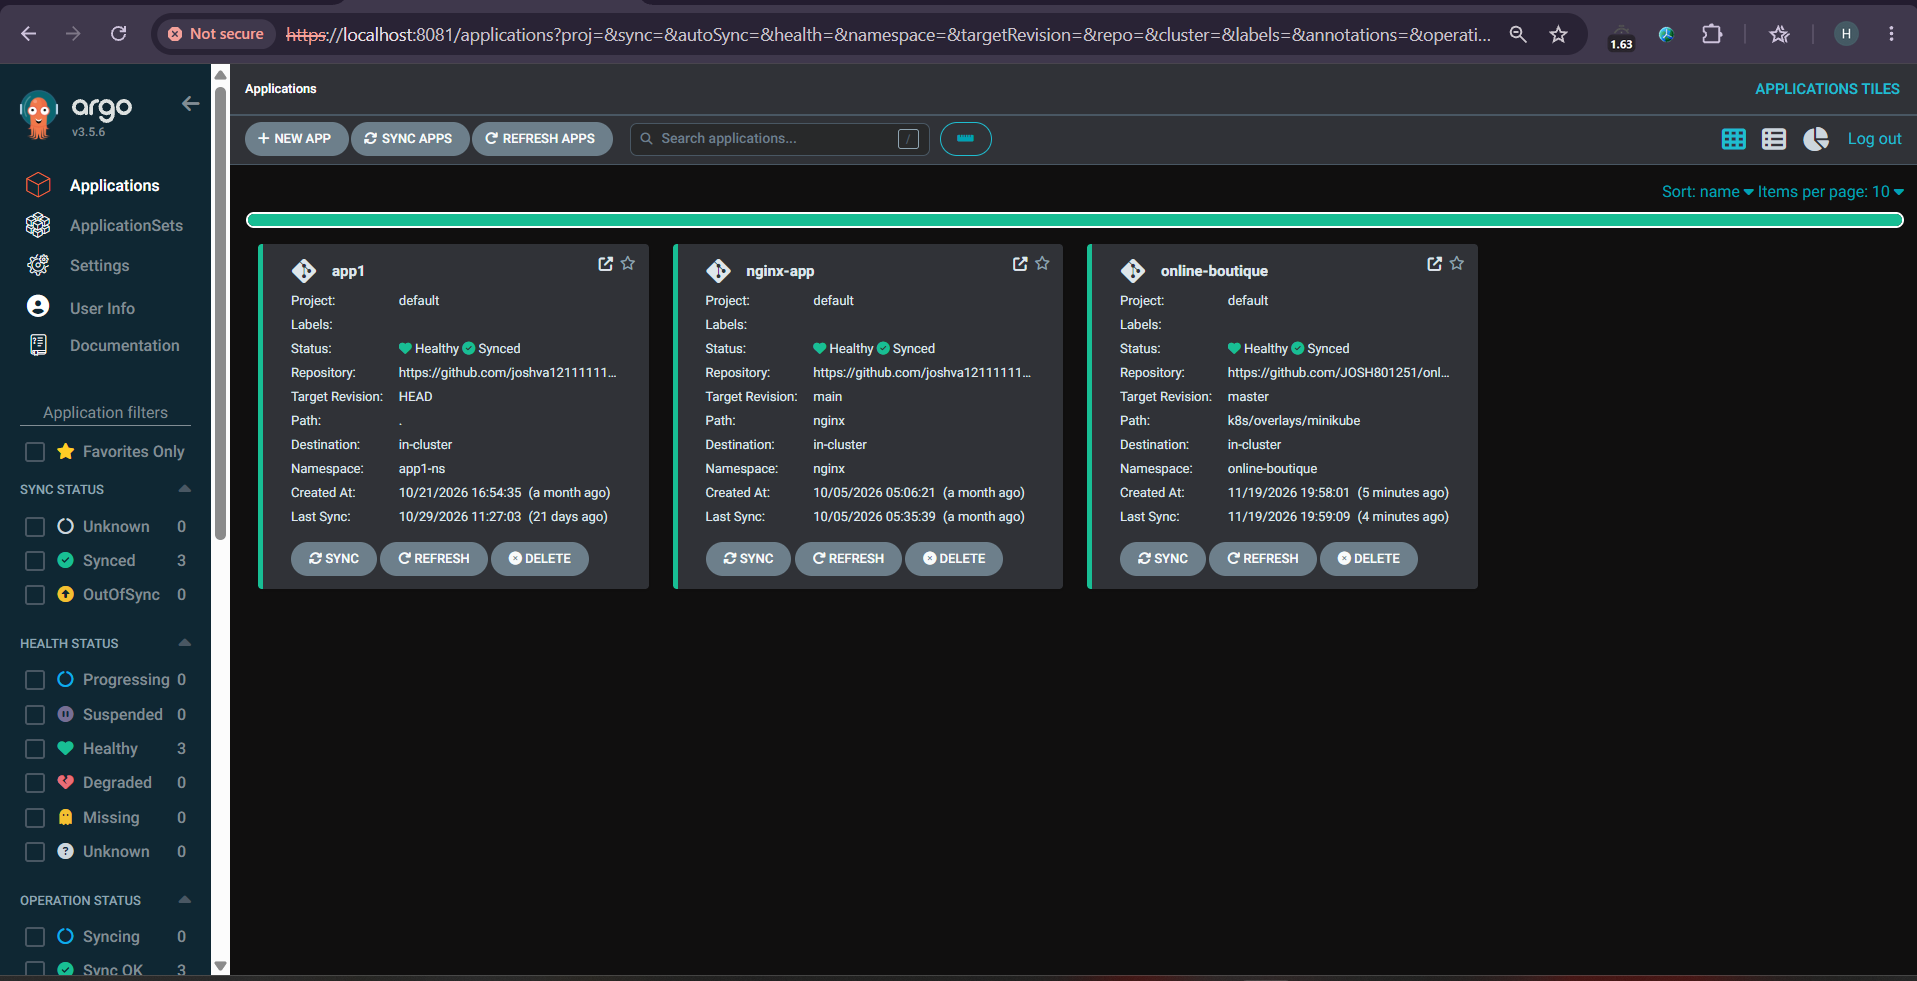 Not secure https://localhost:8081/applications?proj=&sync=&autoSync=&health=&namespace=&targetRevision=&repo=&cluster=&labels=&annotations=&operati... 1.63 H
argo
v3.5.6
Applications
ApplicationSets
Settings
User Info
Documentation
Application filters
Favorites Only
SYNC STATUS
Unknown 0
Synced 3
OutOfSync 0
HEALTH STATUS
Progressing 0
Suspended 0
Healthy 3
Degraded 0
Missing 0
Unknown 0
OPERATION STATUS
Syncing 0
Sync OK 3
Applications APPLICATIONS TILES
+ NEW APP SYNC APPS REFRESH APPS Search applications... / Log out
Sort: name Items per page: 10
app1
Project: default
Labels:
Status: Healthy Synced
Repository: https://github.com/joshva12111111...
Target Revision: HEAD
Path: .
Destination: in-cluster
Namespace: app1-ns
Created At: 10/21/2026 16:54:35 (a month ago)
Last Sync: 10/29/2026 11:27:03 (21 days ago)
SYNC REFRESH DELETE
nginx-app
Project: default
Labels:
Status: Healthy Synced
Repository: https://github.com/joshva12111111...
Target Revision: main
Path: nginx
Destination: in-cluster
Namespace: nginx
Created At: 10/05/2026 05:06:21 (a month ago)
Last Sync: 10/05/2026 05:35:39 (a month ago)
SYNC REFRESH DELETE
online-boutique
Project: default
Labels:
Status: Healthy Synced
Repository: https://github.com/JOSH801251/onl...
Target Revision: master
Path: k8s/overlays/minikube
Destination: in-cluster
Namespace: online-boutique
Created At: 11/19/2026 19:58:01 (5 minutes ago)
Last Sync: 11/19/2026 19:59:09 (4 minutes ago)
SYNC REFRESH DELETE